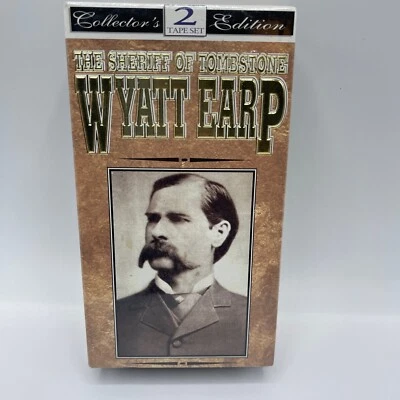 Collector's 2 Edition
TAPE SET
THE SHERIFF OF TOMBSTONE
WYATT EARP